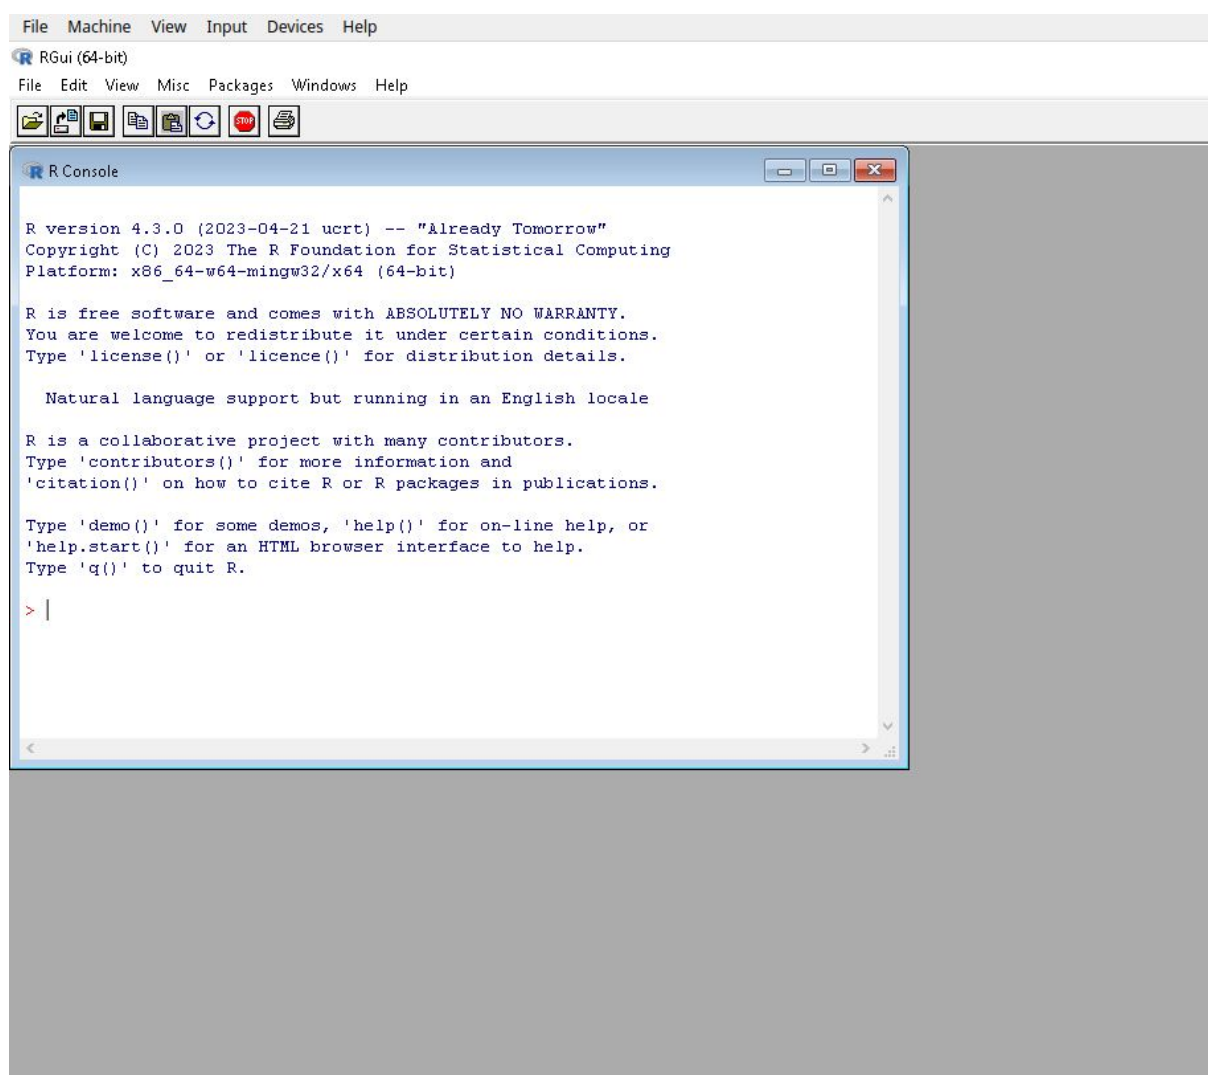 File Machine View Input Devices Help
RGui (64-bit)
File Edit View Misc Packages Windows Help
STOP
R Console
R version 4.3.0 (2023-04-21 ucrt) -- "Already Tomorrow"
Copyright (C) 2023 The R Foundation for Statistical Computing
Platform: x86_64-w64-mingw32/x64 (64-bit)
R is free software and comes with ABSOLUTELY NO WARRANTY.
You are welcome to redistribute it under certain conditions.
Type 'license()' or 'licence()' for distribution details.
Natural language support but running in an English locale
R is a collaborative project with many contributors.
Type 'contributors()' for more information and
'citation()' on how to cite R or R packages in publications.
Type 'demo()' for some demos, 'help()' for on-line help, or
'help.start()' for an HTML browser interface to help.
Type 'q()' to quit R.
>